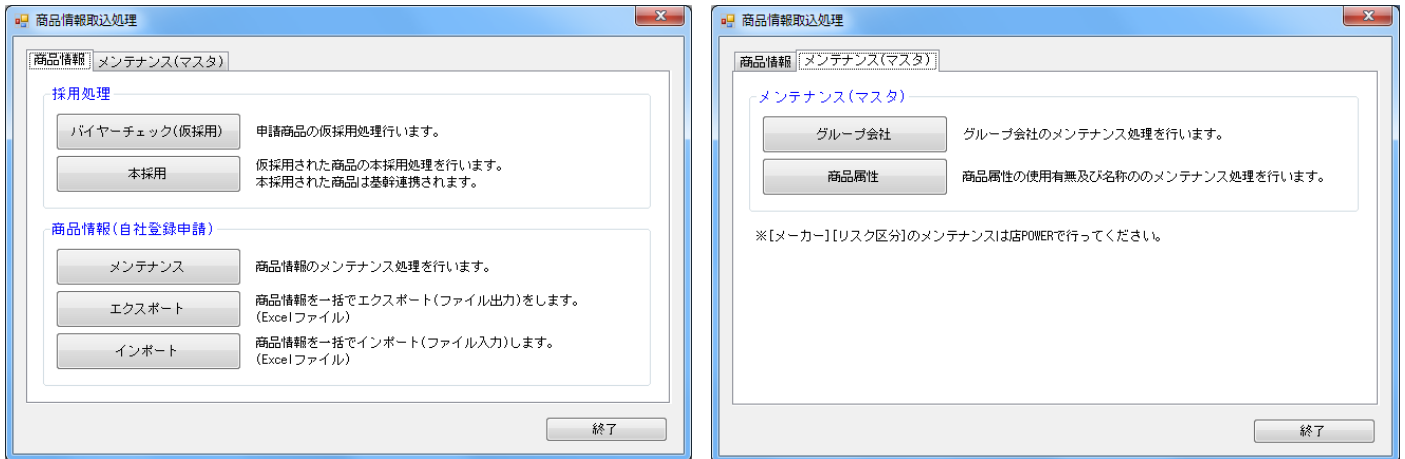 商品情報取込処理
商品情報
メンテナンス(マスタ)
採用処理
バイヤーチェック(仮採用)
申請商品の仮採用処理行います。
本採用
仮採用された商品の本採用処理を行います。
本採用された商品は基幹連携されます。
商品情報(自社登録申請)
メンテナンス
商品情報のメンテナンス処理を行います。
エクスポート
商品情報を一括でエクスポート(ファイル出力)をします。
(Excelファイル)
インポート
商品情報を一括でインポート(ファイル入力)します。
(Excelファイル)
終了
商品情報取込処理
商品情報
メンテナンス(マスタ)
メンテナンス(マスタ)
グループ会社
グループ会社のメンテナンス処理を行います。
商品属性
商品属性の使用有無及び名称ののメンテナンス処理を行います。
※[メーカー][リスク区分]のメンテナンスは店POWERで行ってください。
終了